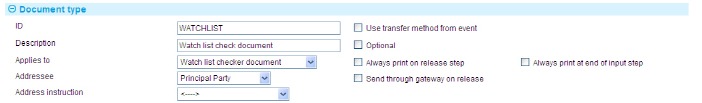 Document type
ID WATCHLIST Use transfer method from event
Description Watch list check document Optional
Applies to Watch list checker document Always print on release step Always print at end of input step
Addressee Principal Party Send through gateway on release
Address instruction <---->